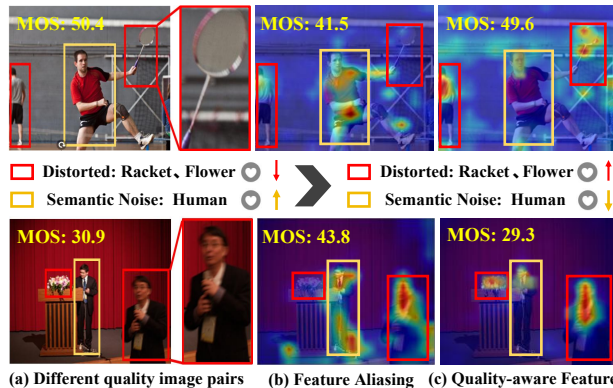 MOS: 50.4
MOS: 41.5
MOS: 49.6
Distorted: Racket、Flower
Semantic Noise: Human
Distorted: Racket、Flower
Semantic Noise: Human
MOS: 30.9
MOS: 43.8
MOS: 29.3
(a) Different quality image pairs
(b) Feature Aliasing
(c) Quality-aware Feature